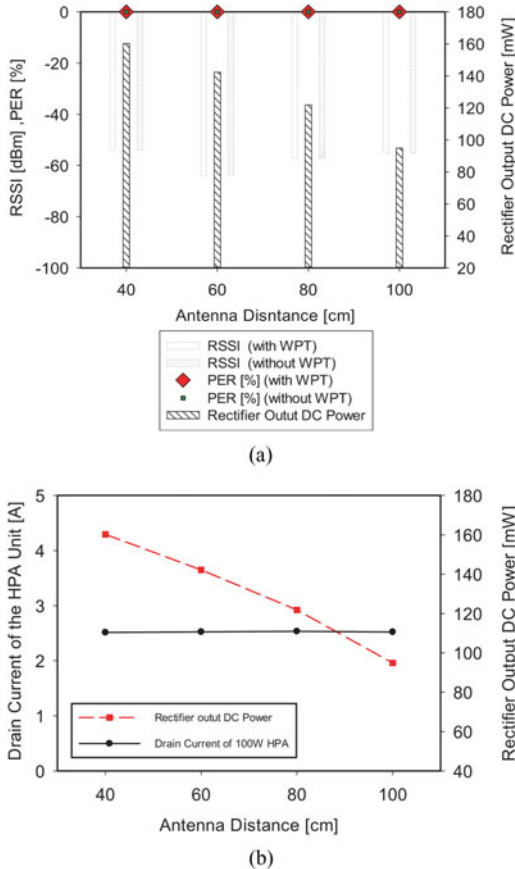 0
-20
-40
-60
-80
-100
RSSI [dBm] ,PER [%]
180
160
140
120
100
80
60
40
20
Rectifier Output DC Power [mW]
40 60 80 100
Antenna Disntance [cm]
RSSI (with WPT)
RSSI (without WPT)
PER [%] (with WPT)
PER [%] (without WPT)
Rectifier Outut DC Power
(a)
5
4
3
2
1
0
Drain Current of the HPA Unit [A]
180
160
140
120
100
80
60
40
Rectifier Output DC Power [mW]
Rectifier outut DC Power
Drain Current of 100W HPA
40 60 80 100
Antenna Distance [cm]
(b)